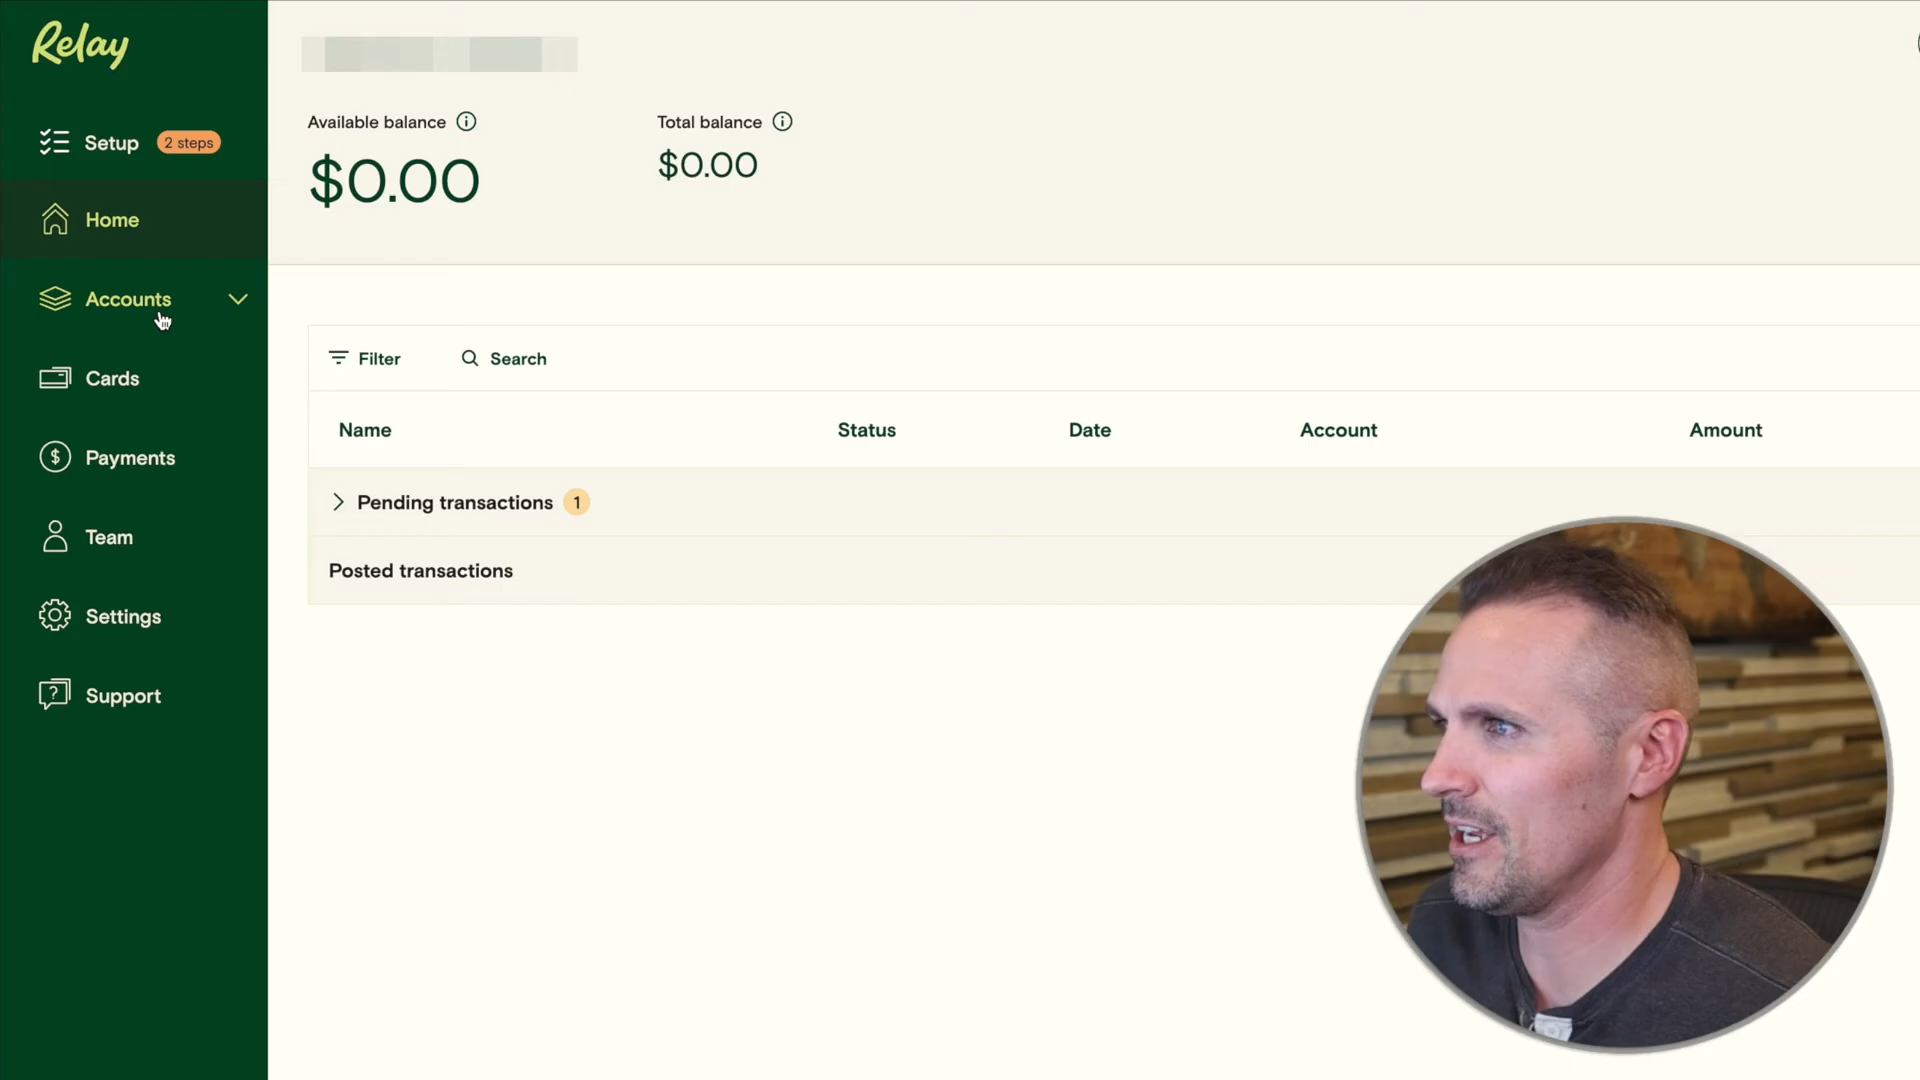 Relay
Setup 2 steps
Home
Accounts
Cards
Payments
Team
Settings
Support
Available balance
$0.00
Total balance
$0.00
Filter Search
Name Status Date Account Amount
Pending transactions 1
Posted transactions